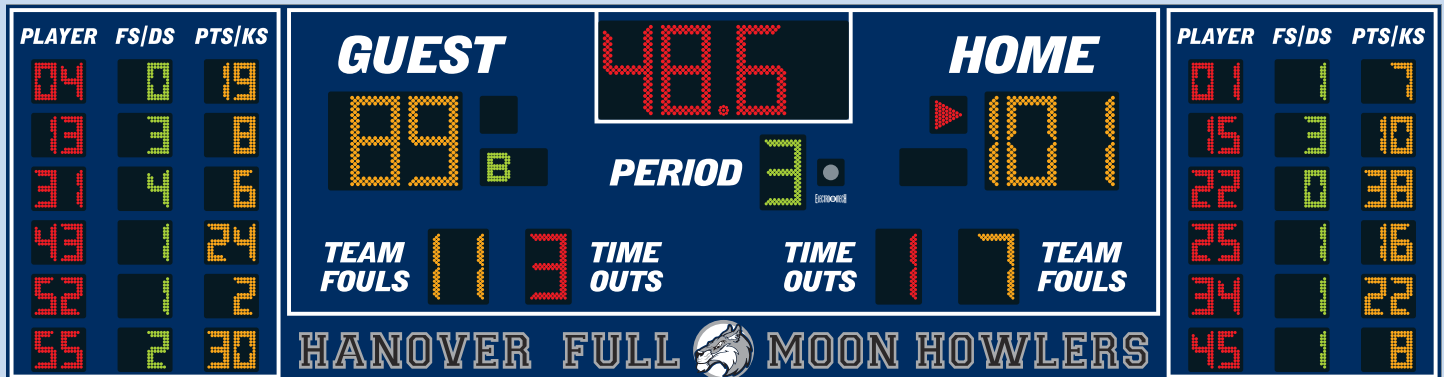 PLAYER FS/DS PTS/KS
04 0 19
13 3 8
31 4 6
43 1 24
52 1 2
55 2 30
GUEST 48.6 HOME
89 101
B
PERIOD 3
ELECTRO-TECH
TEAM FOULS 11 3 TIME OUTS
TIME OUTS 1 7 TEAM FOULS
HANOVER FULL MOON HOWLERS
PLAYER FS/DS PTS/KS
01 1 7
15 3 10
22 0 38
25 1 16
34 1 22
45 1 8